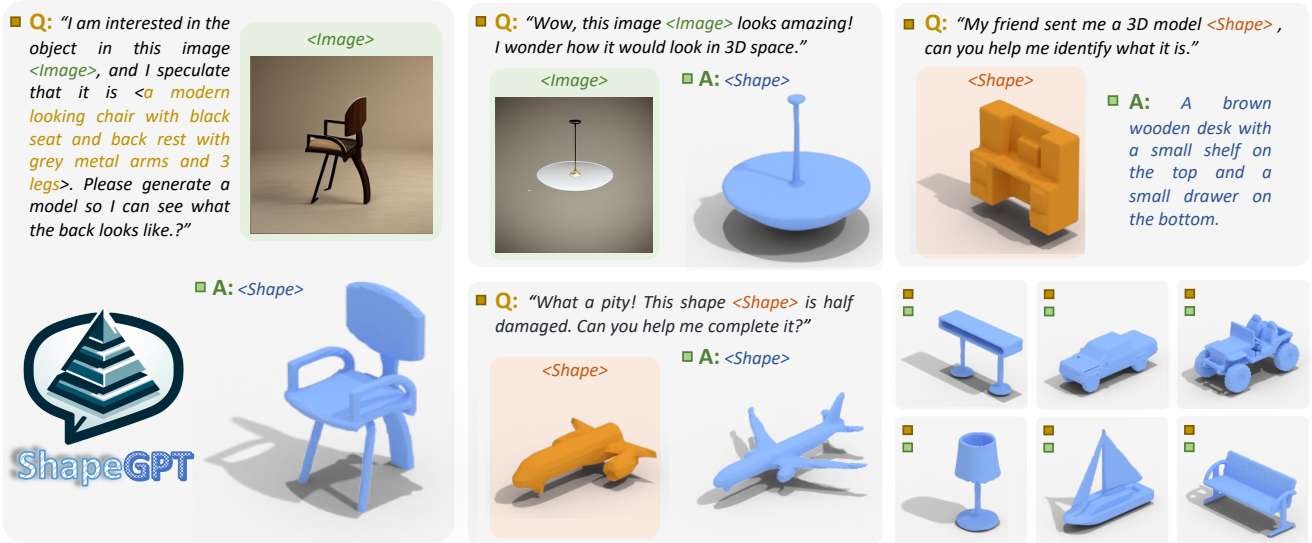 Q: “I am interested in the
object in this image
<Image>, and I speculate
that it is <a modern
looking chair with black
seat and back rest with
grey metal arms and 3
legs>. Please generate a
model so I can see what
the back looks like.?”
<Image>
A: <Shape>
ShapeGPT
Q: “Wow, this image <Image> looks amazing!
I wonder how it would look in 3D space.”
<Image>
A: <Shape>
Q: “What a pity! This shape <Shape> is half
damaged. Can you help me complete it?”
<Shape>
A: <Shape>
Q: “My friend sent me a 3D model <Shape> ,
can you help me identify what it is.”
<Shape>
A: A brown
wooden desk with
a small shelf on
the top and a
small drawer on
the bottom.